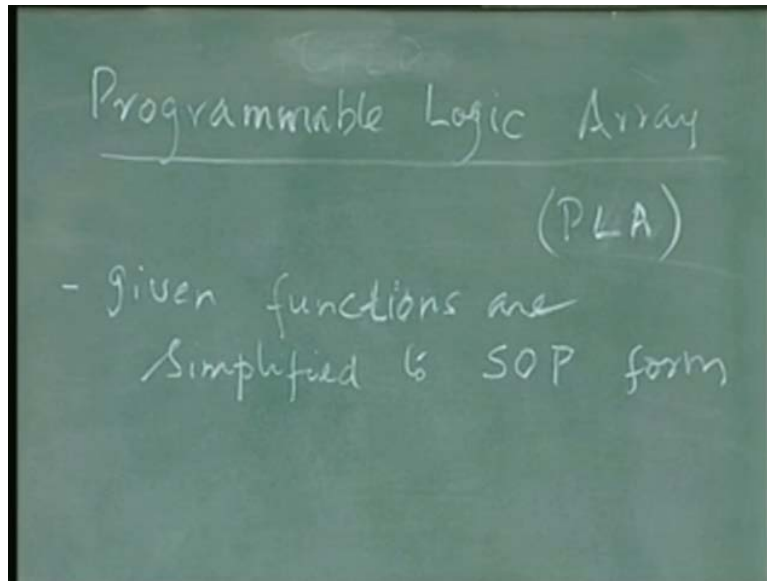 Programmable Logic Array
(PLA)
- given functions are
simplified to SOP form